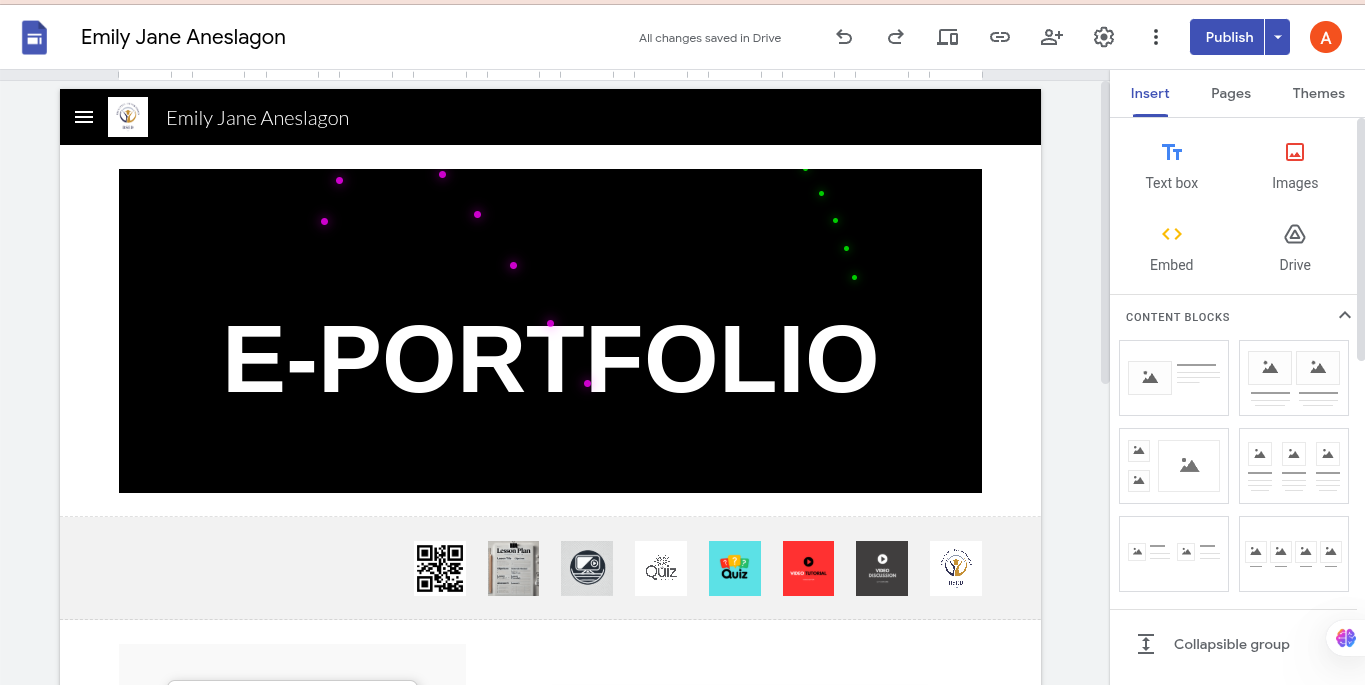 Emily Jane Aneslagon
All changes saved in Drive
Publish
A
Insert
Pages
Themes
Emily Jane Aneslagon
Text box
Images
Embed
Drive
E-PORTFOLIO
CONTENT BLOCKS
Lesson Plan
QUIZ
? ? ?
Quiz
VIDEO TUTORIAL
VIDEO
DISCUSSION
Collapsible group